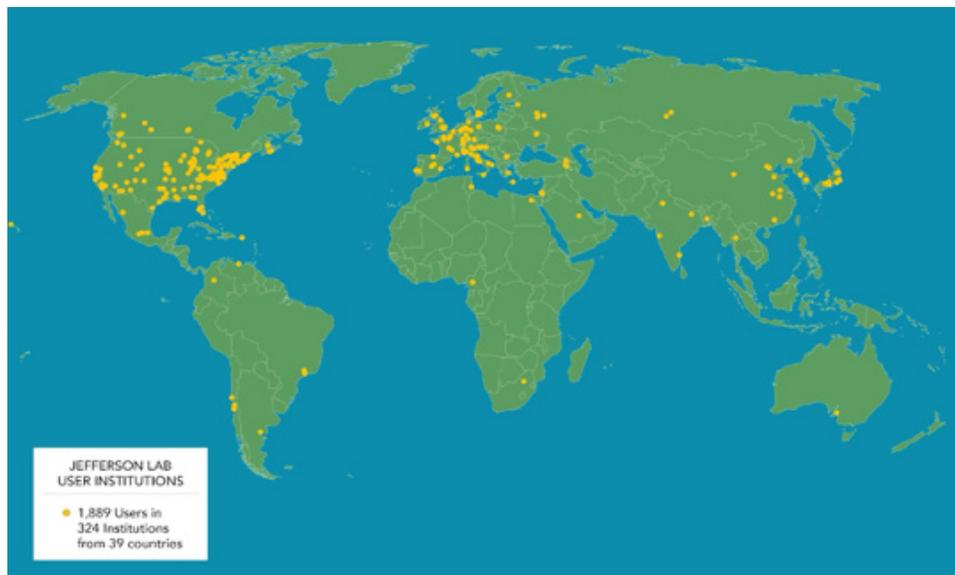 JEFFERSON LAB
USER INSTITUTIONS
1,889 Users in
324 Institutions
from 39 countries